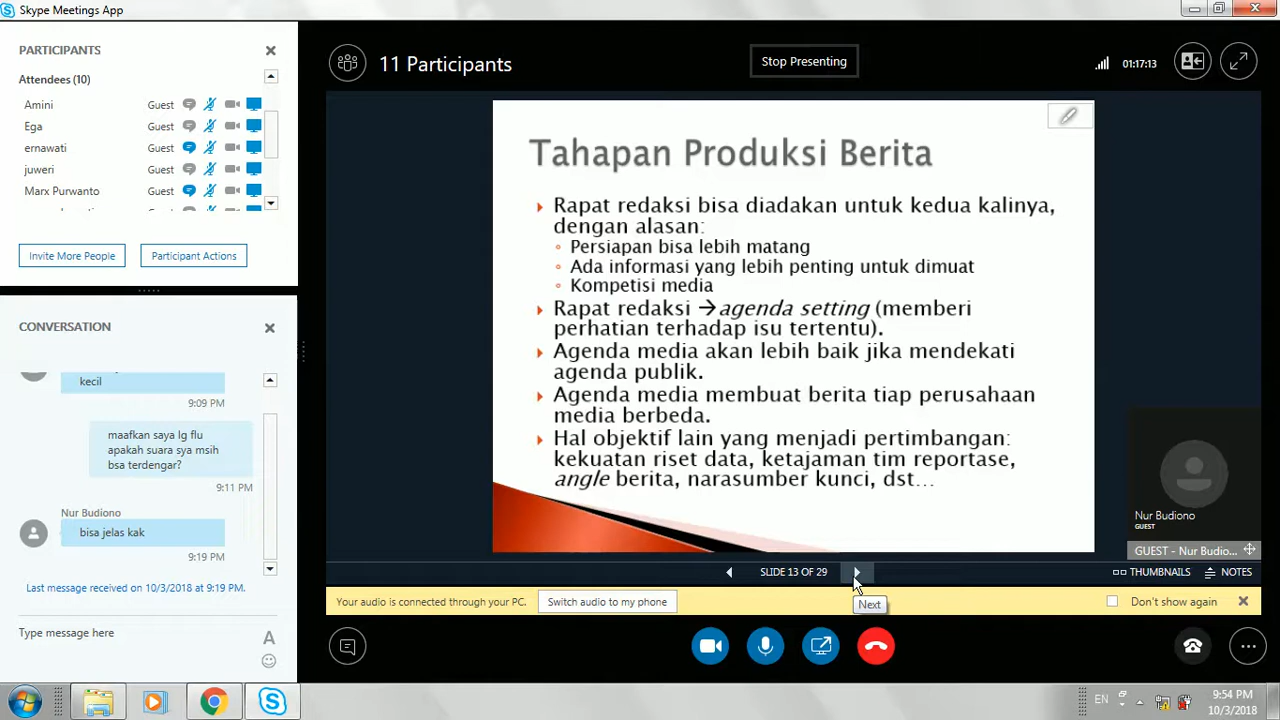 Skype Meetings App
PARTICIPANTS
Attendees (10)
Amini Guest
Ega Guest
ernawati Guest
juweri Guest
Marx Purwanto Guest
Invite More People
Participant Actions
CONVERSATION
kecil
9:09 PM
maafkan saya lg flu
apakah suara sya msih
bsa terdengar?
9:11 PM
Nur Budiono
bisa jelas kak
9:19 PM
Last message received on 10/3/2018 at 9:19 PM.
Type message here
A
11 Participants
Stop Presenting
01:17:13
Tahapan Produksi Berita
Rapat redaksi bisa diadakan untuk kedua kalinya,
dengan alasan:
Persiapan bisa lebih matang
Ada informasi yang lebih penting untuk dimuat
Kompetisi media
Rapat redaksi →agenda setting (memberi
perhatian terhadap isu tertentu).
Agenda media akan lebih baik jika mendekati
agenda publik.
Agenda media membuat berita tiap perusahaan
media berbeda.
Hal objektif lain yang menjadi pertimbangan:
kekuatan riset data, ketajaman tim reportase,
angle berita, narasumber kunci, dst...
Nur Budiono
GUEST
GUEST - Nur Budio...
SLIDE 13 OF 29
THUMBNAILS
NOTES
Your audio is connected through your PC.
Switch audio to my phone
Next
Don't show again
EN
9:54 PM
10/3/2018